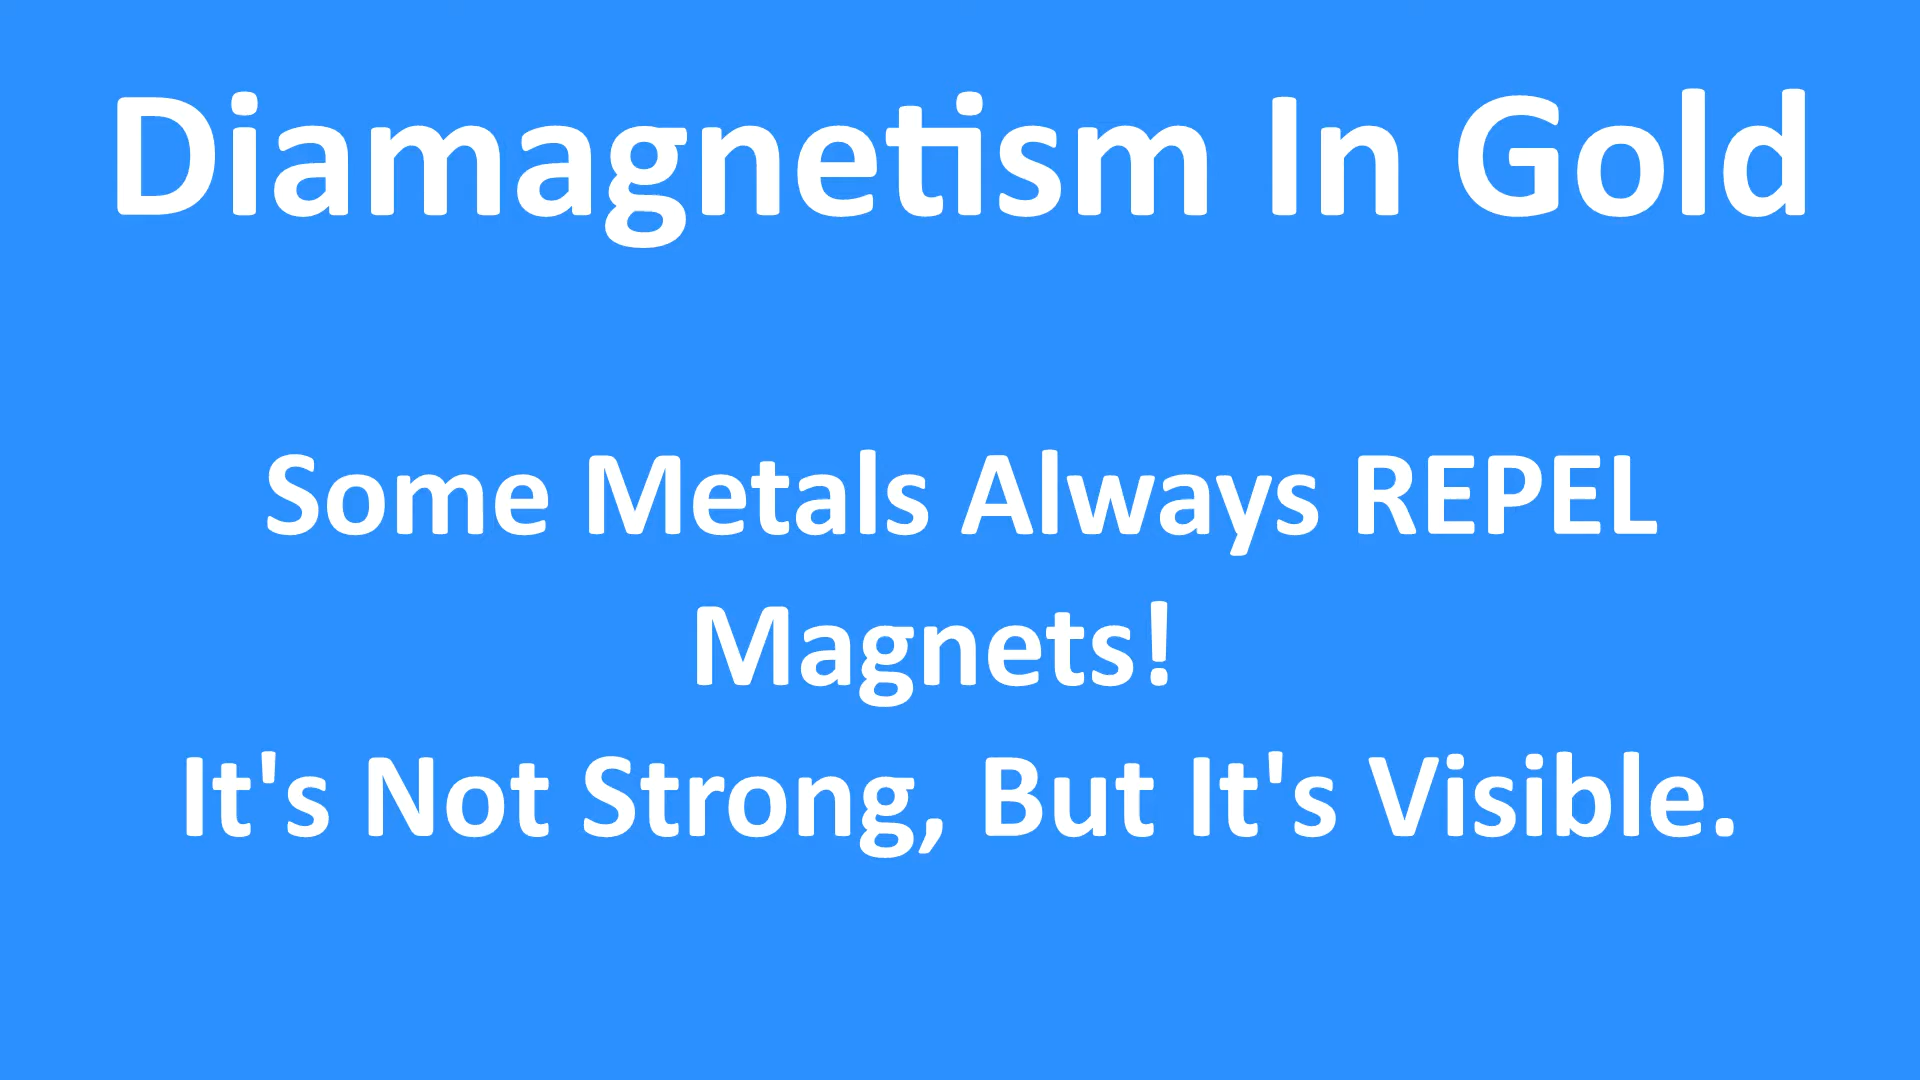 Diamagnetism In Gold
Some Metals Always REPEL
Magnets!
It's Not Strong, But It's Visible.